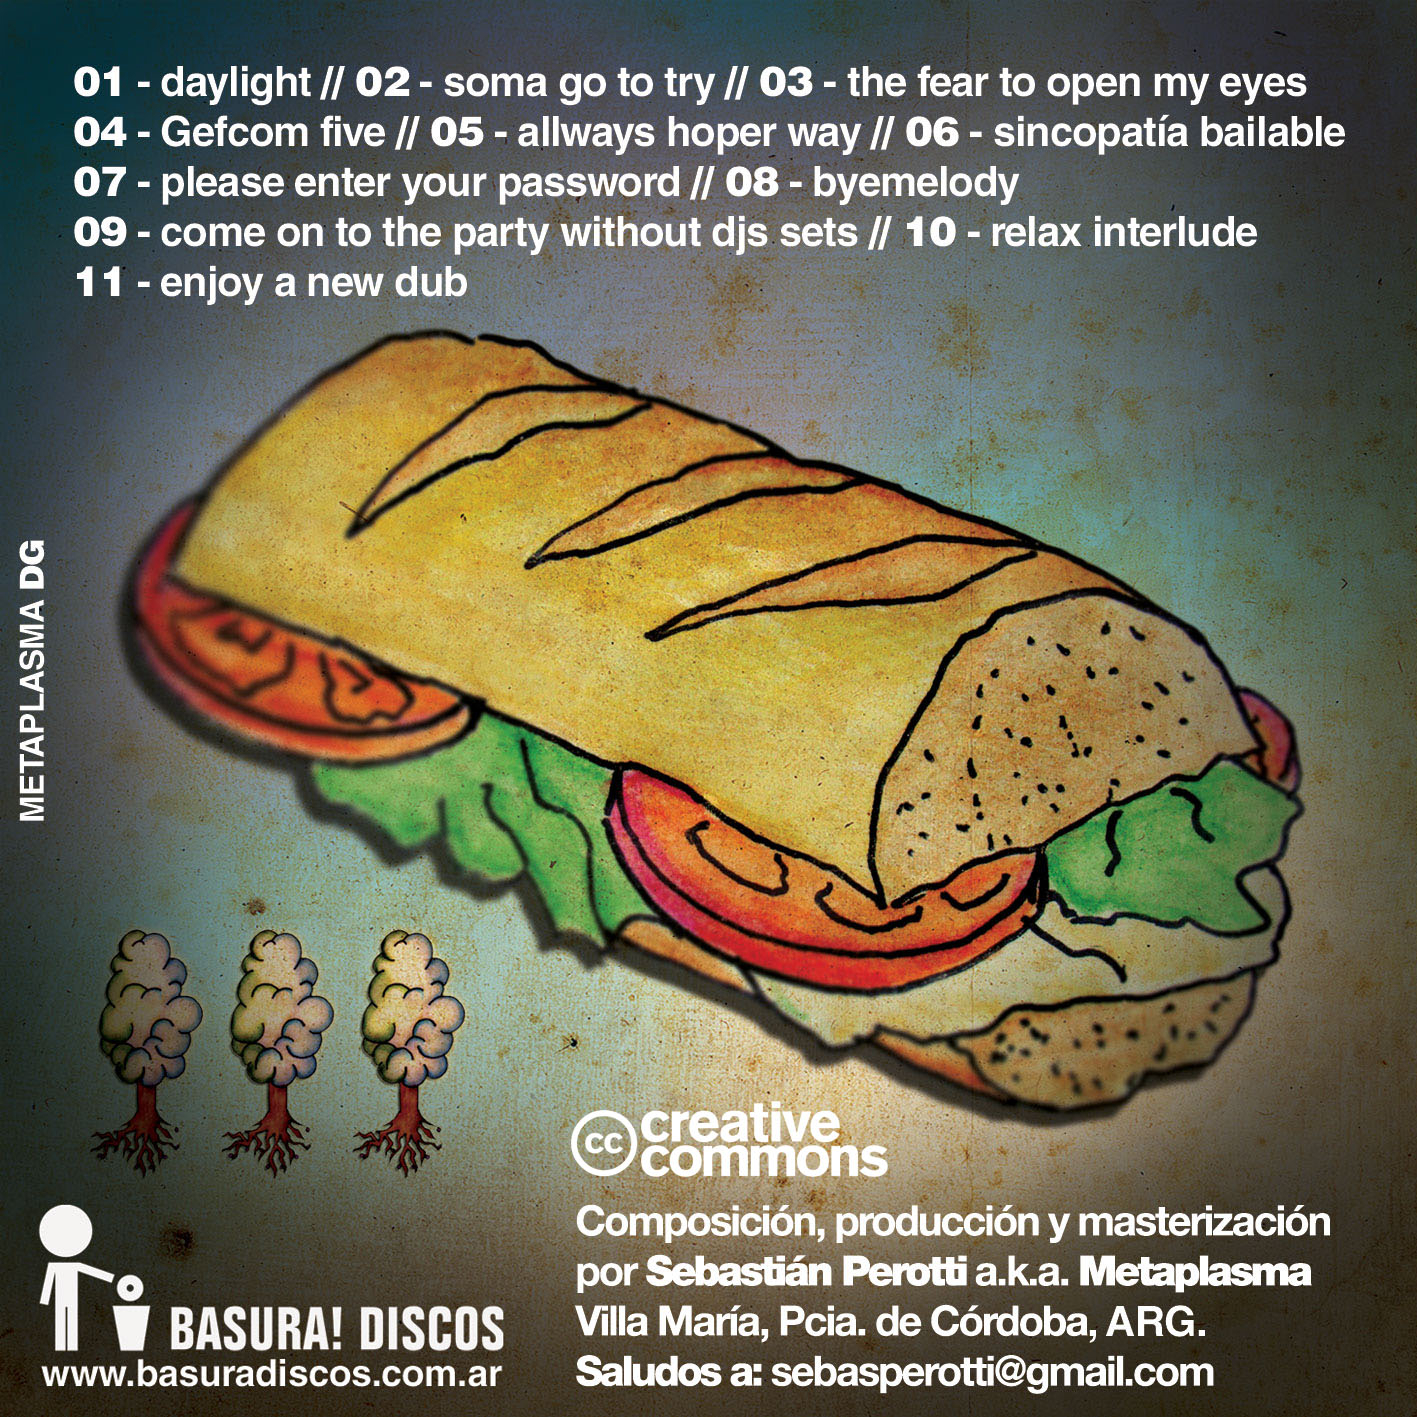 01 - daylight // 02 - soma go to try // 03 - the fear to open my eyes
04 - Gefcom five // 05 - allways hoper way // 06 - sincopatía bailable
07 - please enter your password // 08 - byemelody
09 - come on to the party without djs sets // 10 - relax interlude
11 - enjoy a new dub
METAPLASMA DG
cc creative
commons
Composición, producción y masterización
por Sebastián Perotti a.k.a. Metaplasma
Villa María, Pcia. de Córdoba, ARG.
Saludos a: sebasperotti@gmail.com
BASURA! DISCOS
www.basuradiscos.com.ar